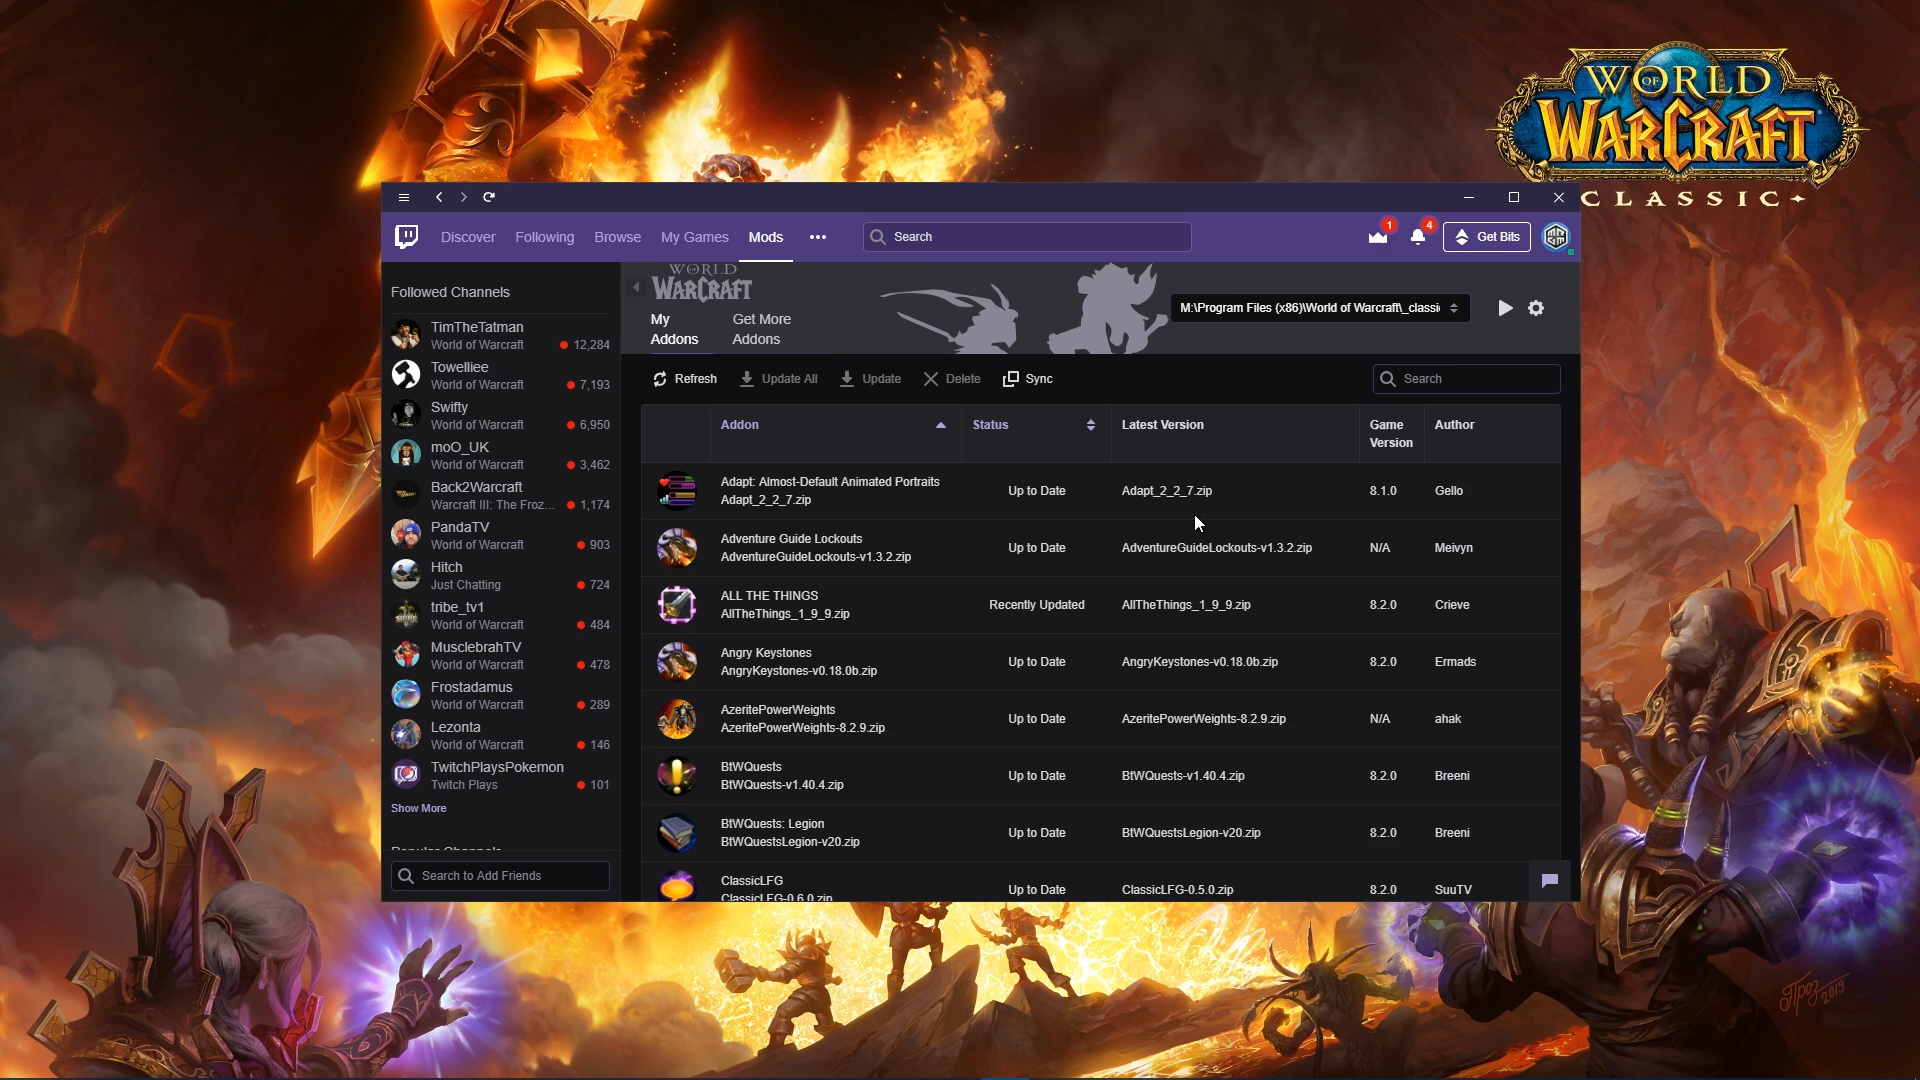 WORLD
OF
WARCRAFT
CLASSIC
Discover
Following
Browse
My Games
Mods
Search
1
4
Get Bits
Followed Channels
TimTheTatman
World of Warcraft
12,284
Towelliee
World of Warcraft
7,193
Swifty
World of Warcraft
6,950
moO_UK
World of Warcraft
3,462
Back2Warcraft
Warcraft III: The Froz...
1,174
PandaTV
World of Warcraft
903
Hitch
Just Chatting
724
tribe_tv1
World of Warcraft
484
MusclebrahTV
World of Warcraft
478
Frostadamus
World of Warcraft
289
Lezonta
World of Warcraft
146
TwitchPlaysPokemon
Twitch Plays
101
Show More
Popular Channels
Search to Add Friends
WORLD
OF
WARCRAFT
My
Addons
Get More
Addons
M:\Program Files (x86)\World of Warcraft\_classi
Refresh
Update All
Update
Delete
Sync
Search
Addon
Status
Latest Version
Game
Version
Author
Adapt: Almost-Default Animated Portraits
Adapt_2_2_7.zip
Up to Date
Adapt_2_2_7.zip
8.1.0
Gello
Adventure Guide Lockouts
AdventureGuideLockouts-v1.3.2.zip
Up to Date
AdventureGuideLockouts-v1.3.2.zip
N/A
Meivyn
ALL THE THINGS
AllTheThings_1_9_9.zip
Recently Updated
AllTheThings_1_9_9.zip
8.2.0
Crieve
Angry Keystones
AngryKeystones-v0.18.0b.zip
Up to Date
AngryKeystones-v0.18.0b.zip
8.2.0
Ermads
AzeritePowerWeights
AzeritePowerWeights-8.2.9.zip
Up to Date
AzeritePowerWeights-8.2.9.zip
N/A
ahak
BtWQuests
BtWQuests-v1.40.4.zip
Up to Date
BtWQuests-v1.40.4.zip
8.2.0
Breeni
BtWQuests: Legion
BtWQuestsLegion-v20.zip
Up to Date
BtWQuestsLegion-v20.zip
8.2.0
Breeni
ClassicLFG
ClassicLFG-0.6.0.zip
Up to Date
ClassicLFG-0.5.0.zip
8.2.0
SuuTV
2019